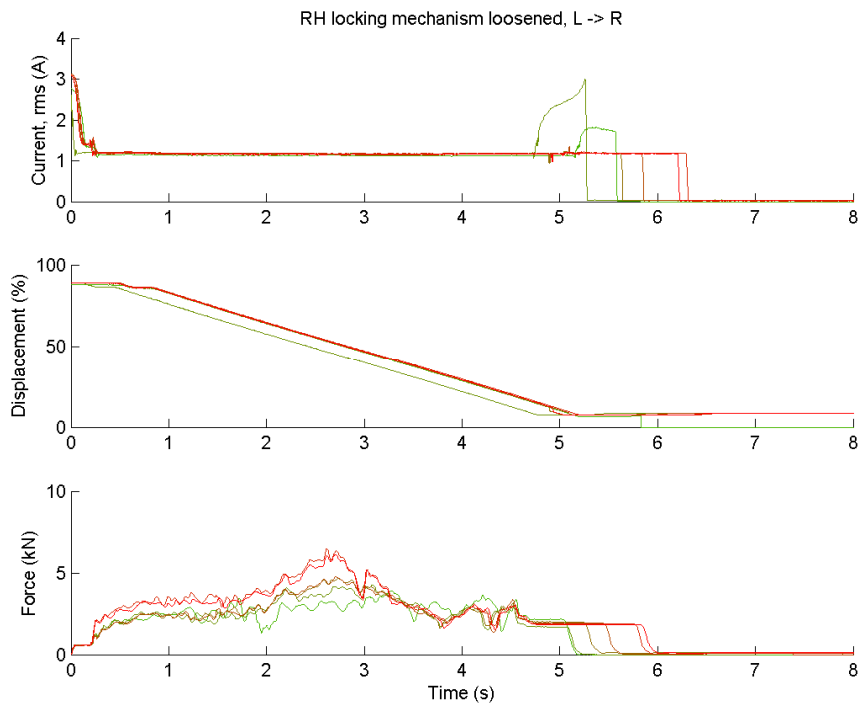 RH locking mechanism loosened, L -> R
4
3
2
1
0
Current, rms (A)
0 1 2 3 4 5 6 7 8
100
50
0
Displacement (%)
0 1 2 3 4 5 6 7 8
10
5
0
Force (kN)
0 1 2 3 4 5 6 7 8
Time (s)